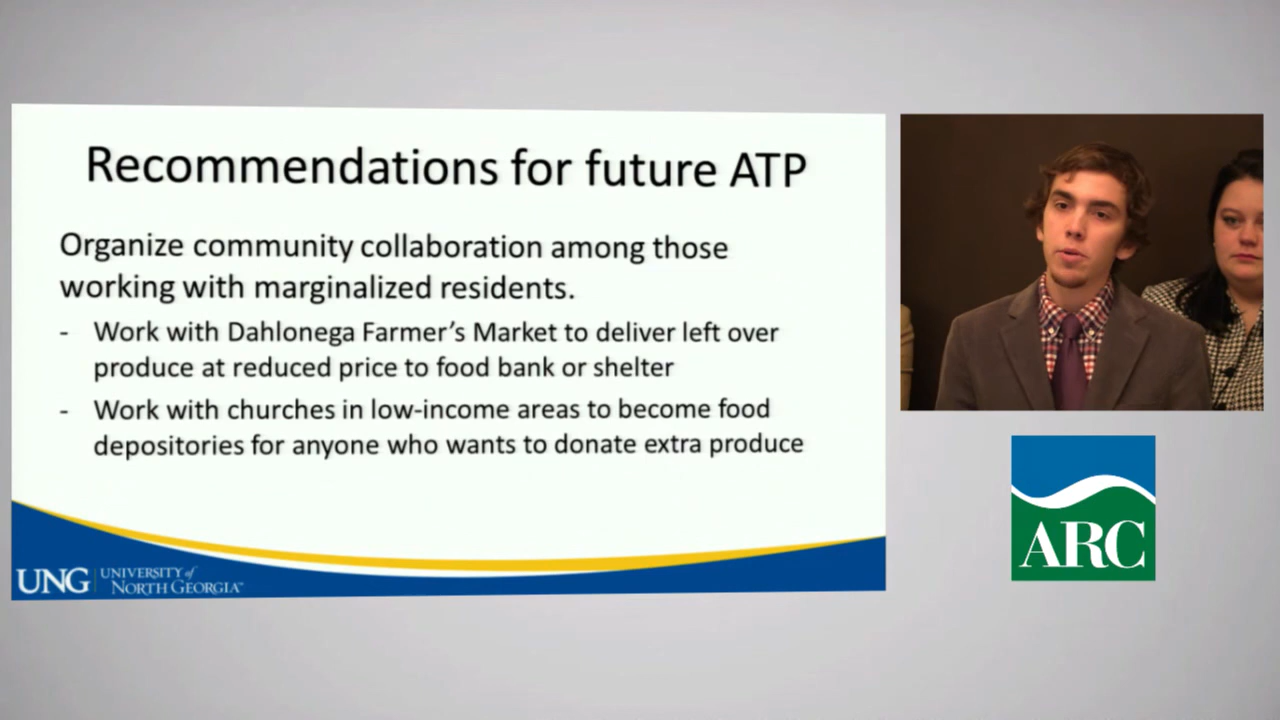 Recommendations for future ATP
Organize community collaboration among those
working with marginalized residents.
- Work with Dahlonega Farmer's Market to deliver left over
produce at reduced price to food bank or shelter
- Work with churches in low-income areas to become food
depositories for anyone who wants to donate extra produce
UNG
UNIVERSITY of
NORTH GEORGIA™
ARC